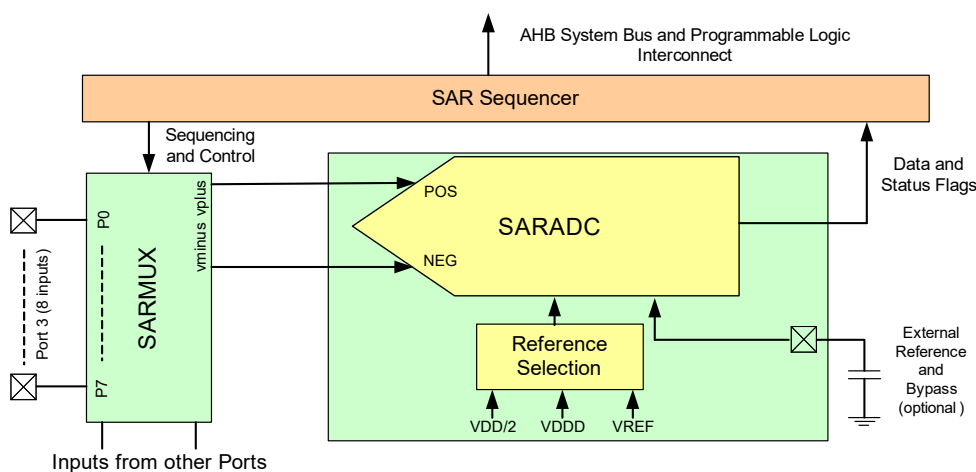 AHB System Bus and Programmable Logic
Interconnect
SAR Sequencer
Sequencing
and Control
Data and
Status Flags
vminus vplus
POS
SARADC
NEG
P0
Port 3 (8 inputs)
SARMUX
P7
Reference
Selection
External
Reference
and
Bypass
(optional )
VDD/2
VDDD
VREF
Inputs from other Ports